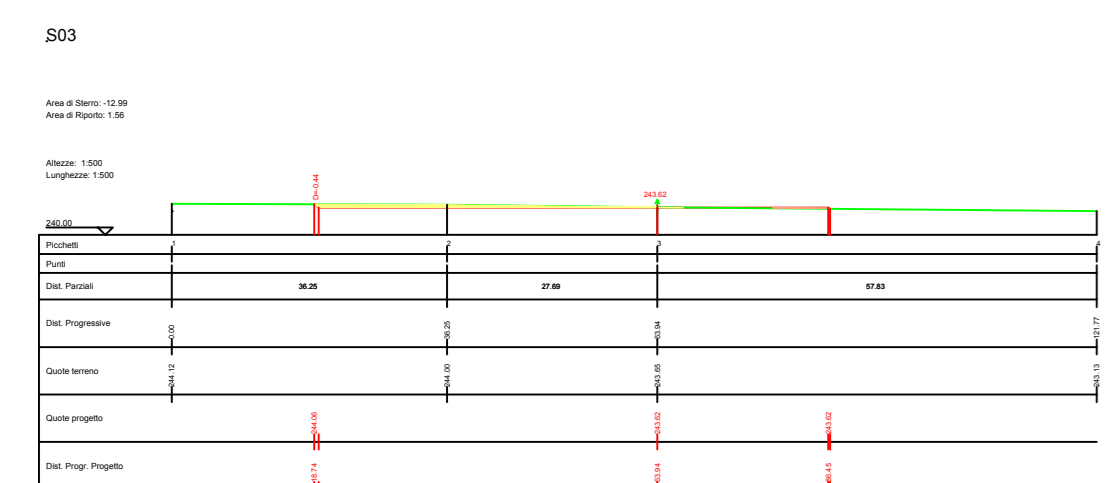 S03
Area di Sterro: -12.99
Area di Riporto: 1.56
Altezze: 1:500
Lunghezze: 1:500
D=-0.44
243.62
240.00
Picchetti 1 2 3 4
Punti
Dist. Parziali 36.25 27.69 57.83
Dist. Progressive 0.00 36.25 63.94 121.77
Quote terreno 244.12 244.00 243.65 243.13
Quote progetto 244.06 243.62 243.62
Dist. Progr. Progetto 18.74 63.94 86.45